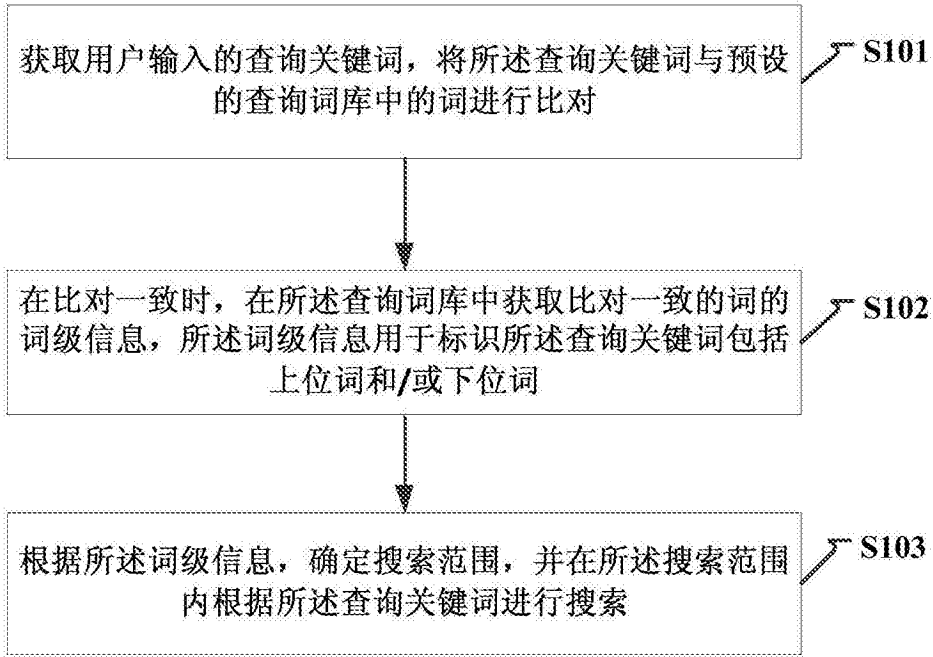 获取用户输入的查询关键词，将所述查询关键词与预设
的查询词库中的词进行比对
S101
在比对一致时，在所述查询词库中获取比对一致的词的
词级信息，所述词级信息用于标识所述查询关键词包括
上位词和/或下位词
S102
根据所述词级信息，确定搜索范围，并在所述搜索范围
内根据所述查询关键词进行搜索
S103